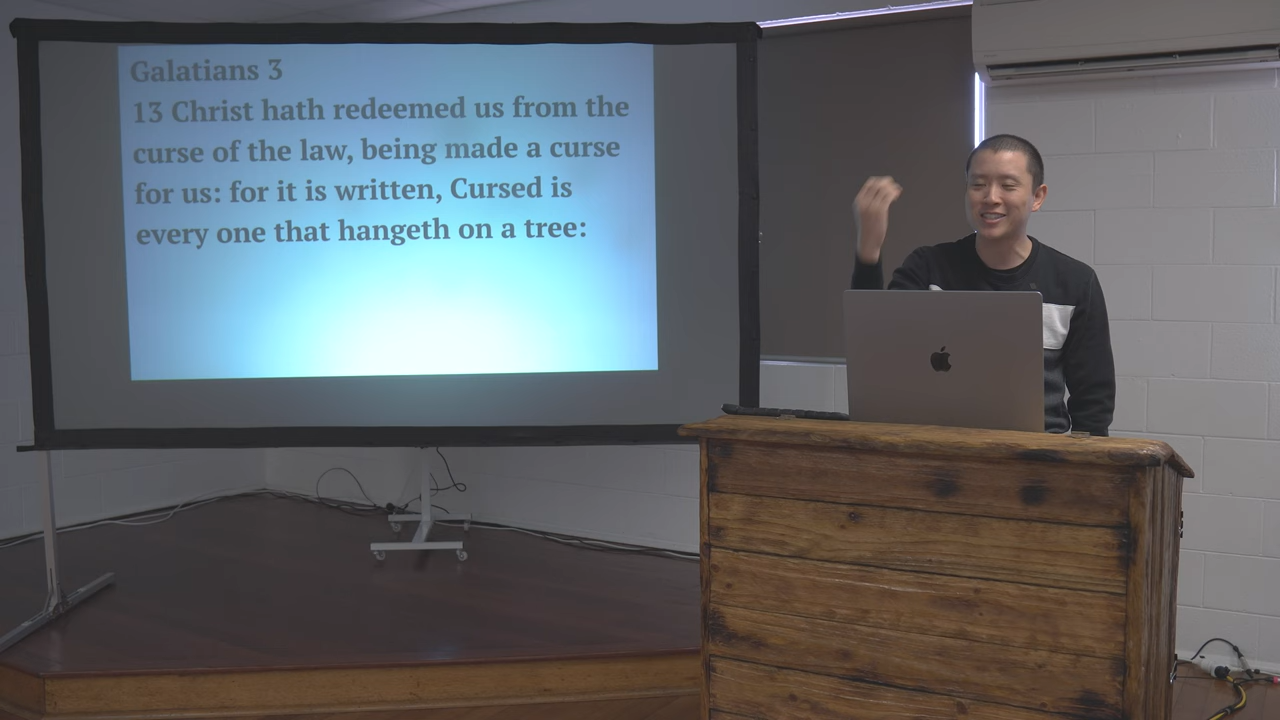 Galatians 3
13 Christ hath redeemed us from the
curse of the law, being made a curse
for us: for it is written, Cursed is
every one that hangeth on a tree: